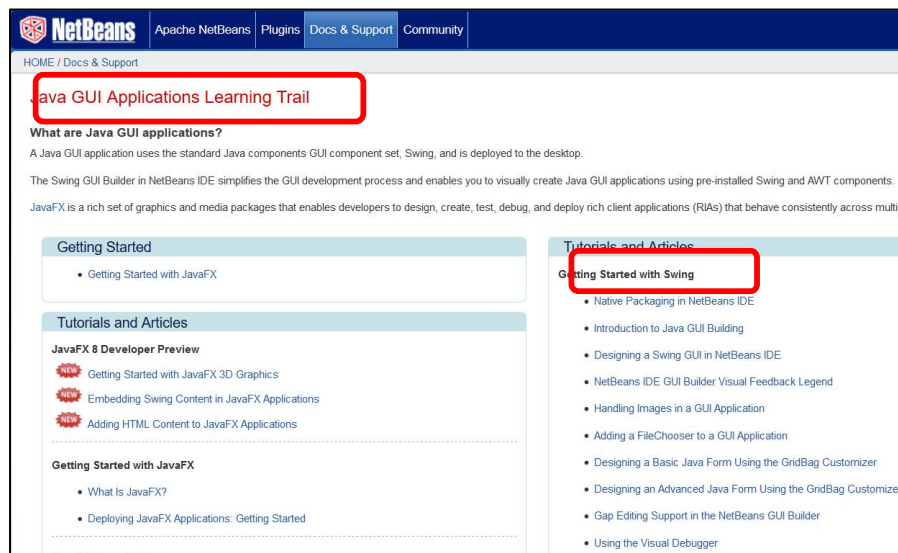 NetBeans Apache NetBeans Plugins Docs & Support Community
HOME / Docs & Support
Java GUI Applications Learning Trail
What are Java GUI applications?
A Java GUI application uses the standard Java components GUI component set, Swing, and is deployed to the desktop.
The Swing GUI Builder in NetBeans IDE simplifies the GUI development process and enables you to visually create Java GUI applications using pre-installed Swing and AWT components.
JavaFX is a rich set of graphics and media packages that enables developers to design, create, test, debug, and deploy rich client applications (RIAs) that behave consistently across multi
Getting Started
• Getting Started with JavaFX
Tutorials and Articles
JavaFX 8 Developer Preview
NEW Getting Started with JavaFX 3D Graphics
NEW Embedding Swing Content in JavaFX Applications
NEW Adding HTML Content to JavaFX Applications
Getting Started with JavaFX
• What Is JavaFX?
• Deploying JavaFX Applications: Getting Started
Tutorials and Articles
Getting Started with Swing
• Native Packaging in NetBeans IDE
• Introduction to Java GUI Building
• Designing a Swing GUI in NetBeans IDE
• NetBeans IDE GUI Builder Visual Feedback Legend
• Handling Images in a GUI Application
• Adding a FileChooser to a GUI Application
• Designing a Basic Java Form Using the GridBag Customizer
• Designing an Advanced Java Form Using the GridBag Customize
• Gap Editing Support in the NetBeans GUI Builder
• Using the Visual Debugger